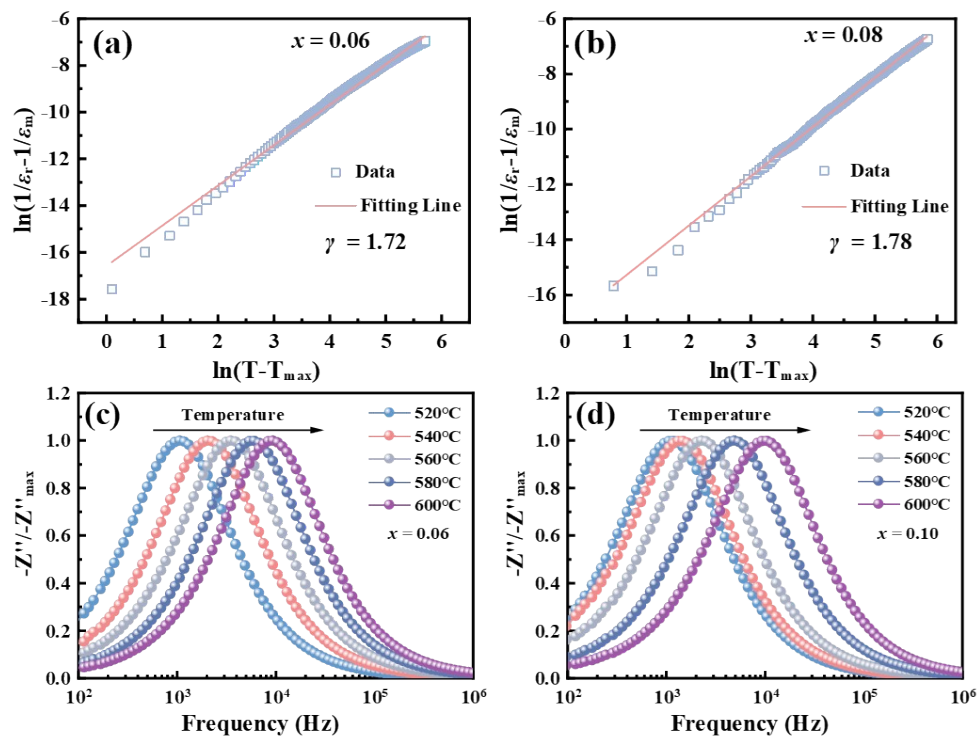 (a)
x = 0.06
Data
Fitting Line
γ = 1.72
-6
-8
-10
-12
-14
-16
-18
0 1 2 3 4 5 6
ln(1/εr-1/εm)
ln(T-Tmax)
(b)
x = 0.08
Data
Fitting Line
γ = 1.78
-6
-8
-10
-12
-14
-16
0 1 2 3 4 5 6
ln(1/εr-1/εm)
ln(T-Tmax)
(c)
Temperature
520°C
540°C
560°C
580°C
600°C
x = 0.06
1.2
1.0
0.8
0.6
0.4
0.2
0.0
10² 10³ 10⁴ 10⁵ 10⁶
-Z''/-Z''max
Frequency (Hz)
(d)
Temperature
520°C
540°C
560°C
580°C
600°C
x = 0.10
1.2
1.0
0.8
0.6
0.4
0.2
0.0
10² 10³ 10⁴ 10⁵ 10⁶
-Z''/-Z''max
Frequency (Hz)